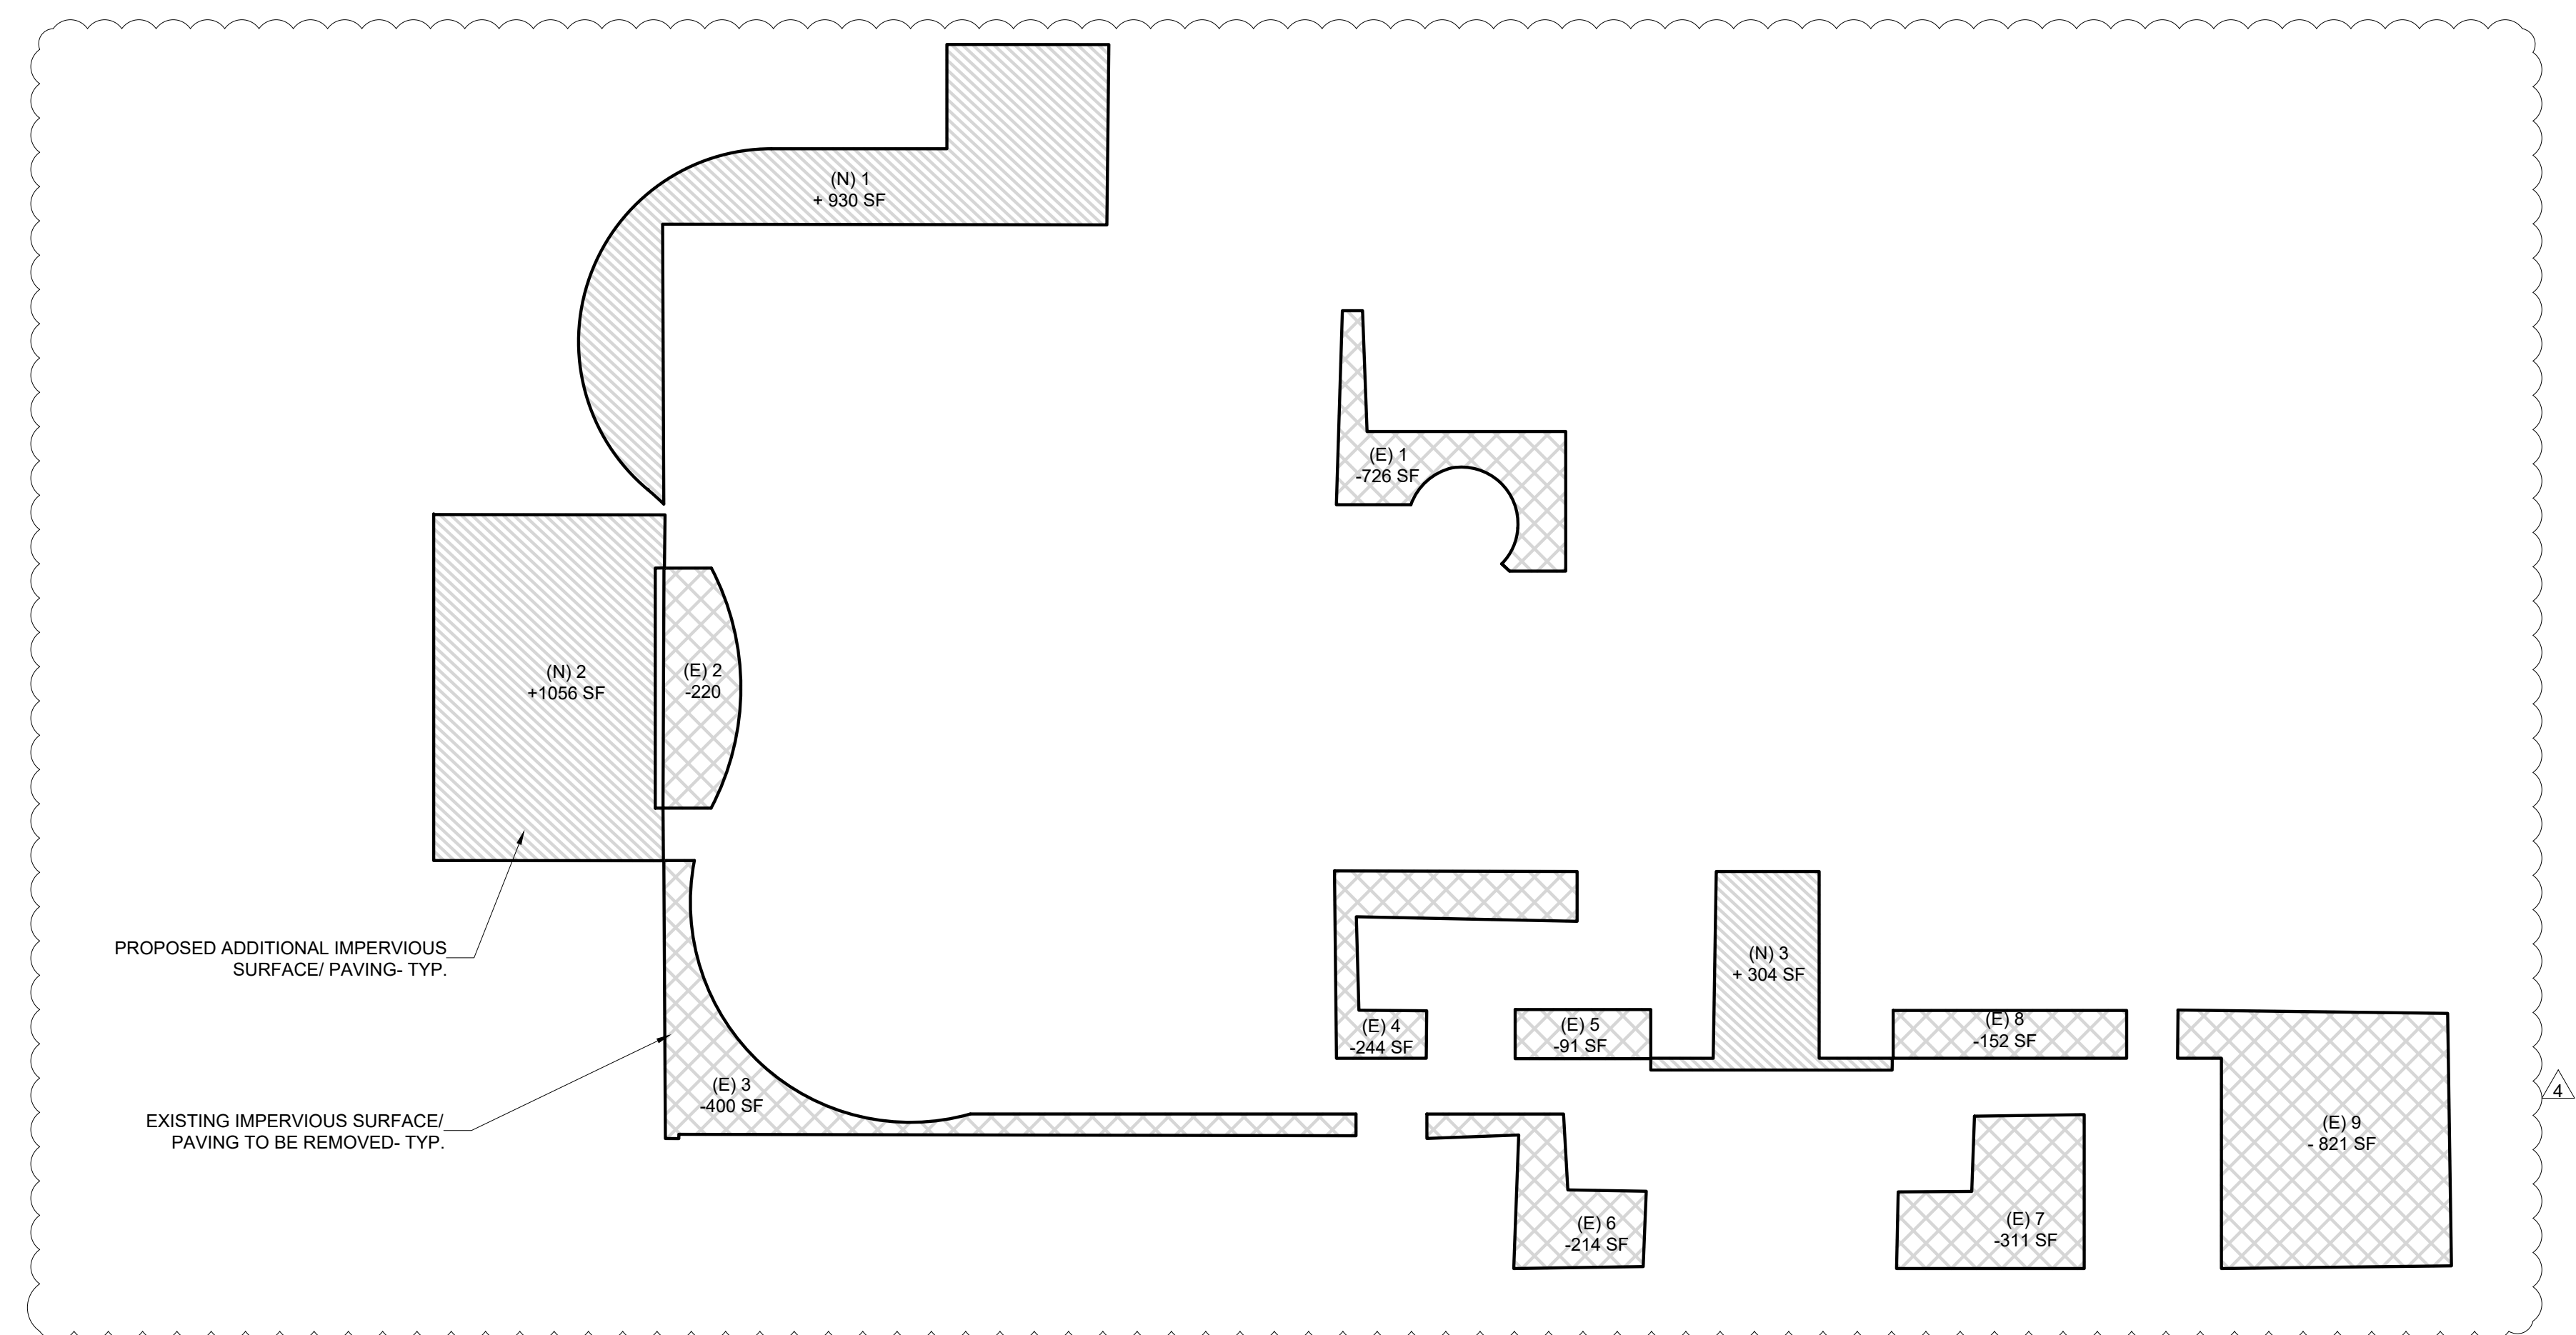 (N) 1
+ 930 SF
(E) 1
-726 SF
(N) 2
+1056 SF
(E) 2
-220
PROPOSED ADDITIONAL IMPERVIOUS
SURFACE/ PAVING- TYP.
(N) 3
+ 304 SF
(E) 4
-244 SF
(E) 5
-91 SF
(E) 8
-152 SF
(E) 3
-400 SF
EXISTING IMPERVIOUS SURFACE/
PAVING TO BE REMOVED- TYP.
(E) 9
- 821 SF
4
(E) 6
-214 SF
(E) 7
-311 SF